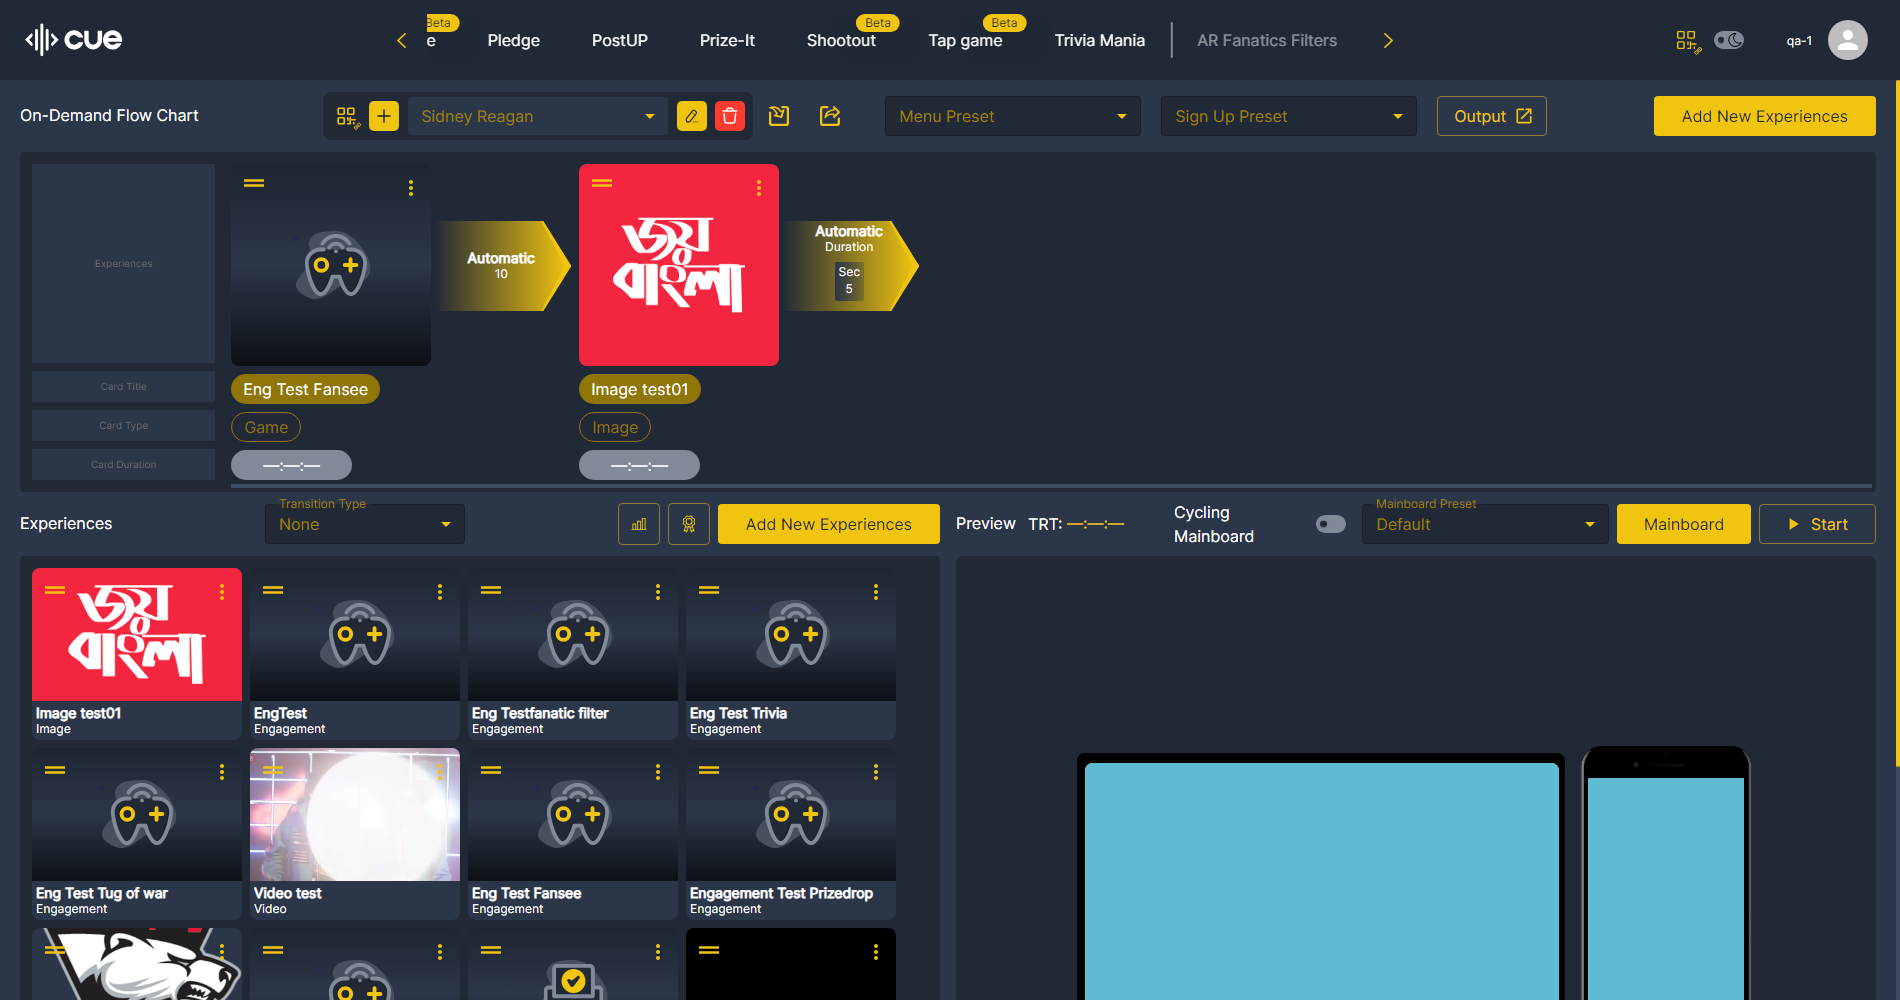 cue
e
Beta
Pledge
PostUP
Prize-It
Shootout
Beta
Tap game
Beta
Trivia Mania
AR Fanatics Filters
qa-1
On-Demand Flow Chart
Sidney Reagan
Menu Preset
Sign Up Preset
Output
Add New Experiences
Experiences
Card Title
Card Type
Card Duration
Automatic
10
জয়
বাংলা
Automatic
Duration
Sec
5
Eng Test Fansee
Game
—:—:—
Image test01
Image
—:—:—
Experiences
Transition Type
None
Add New Experiences
Preview
TRT: —:—:—
Cycling
Mainboard
Mainboard Preset
Default
Mainboard
Start
জয়
বাংলা
Image test01
Image
EngTest
Engagement
Eng Testfanatic filter
Engagement
Eng Test Trivia
Engagement
Eng Test Tug of war
Engagement
Video test
Video
Eng Test Fansee
Engagement
Engagement Test Prizedrop
Engagement